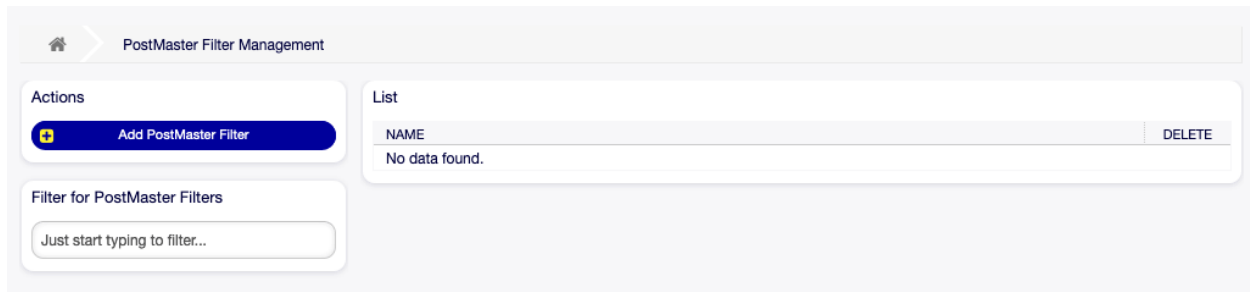 PostMaster Filter Management
Actions
Add PostMaster Filter
Filter for PostMaster Filters
Just start typing to filter...
List
NAME DELETE
No data found.